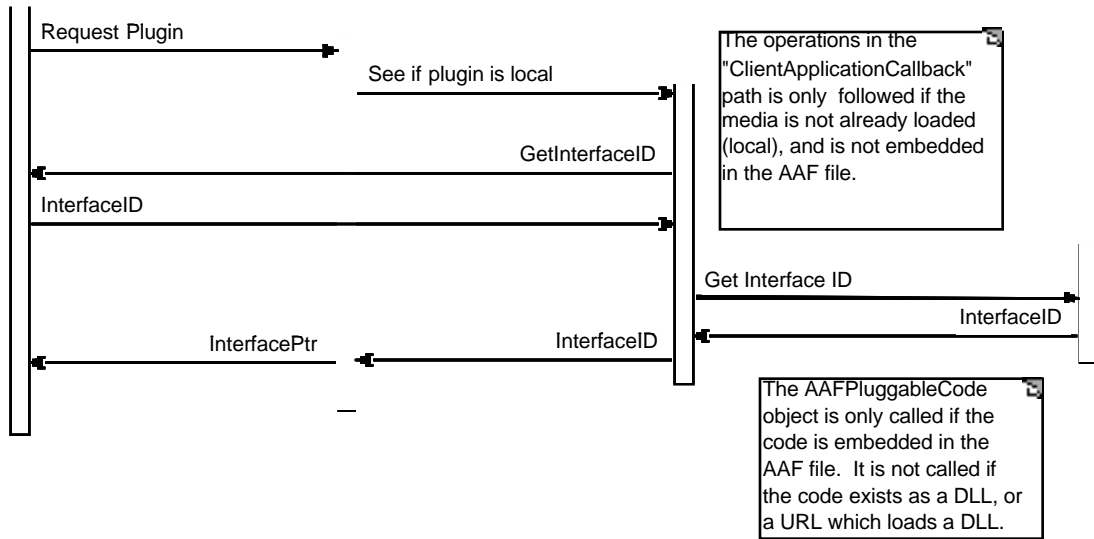 Request Plugin
See if plugin is local
GetInterfaceID
InterfaceID
The operations in the
"ClientApplicationCallback"
path is only followed if the
media is not already loaded
(local), and is not embedded
in the AAF file.
Get Interface ID
InterfaceID
InterfaceID
InterfacePtr
The AAFPluggableCode
object is only called if the
code is embedded in the
AAF file. It is not called if
the code exists as a DLL, or
a URL which loads a DLL.